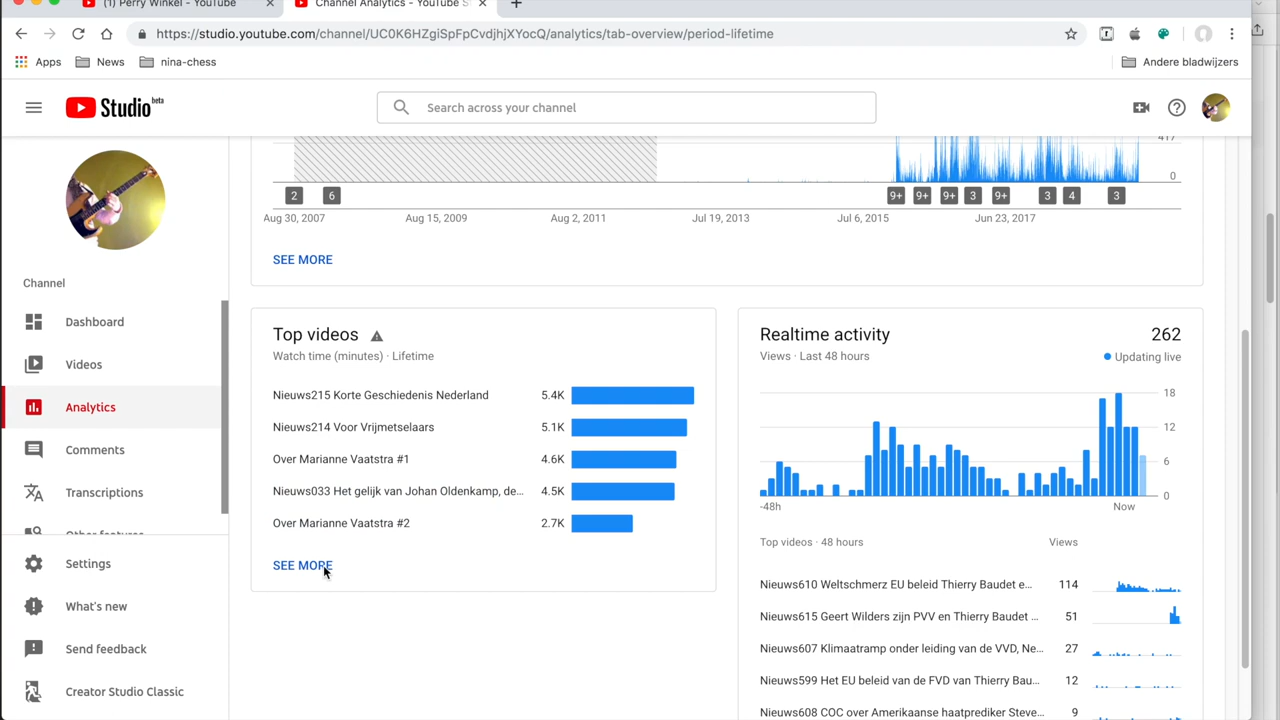 (1) Perry Winkel - YouTube
Channel Analytics - YouTube S
https://studio.youtube.com/channel/UC0K6HZgiSpFpCvdjhjXYocQ/analytics/tab-overview/period-lifetime
Apps
News
nina-chess
Andere bladwijzers
Studio beta
Search across your channel
Channel
Dashboard
Videos
Analytics
Comments
Transcriptions
Other features
Settings
What's new
Send feedback
Creator Studio Classic
417
0
2
6
9+
9+
9+
3
9+
3
4
3
Aug 30, 2007
Aug 15, 2009
Aug 2, 2011
Jul 19, 2013
Jul 6, 2015
Jun 23, 2017
SEE MORE
Top videos
Watch time (minutes) · Lifetime
Nieuws215 Korte Geschiedenis Nederland 5.4K
Nieuws214 Voor Vrijmetselaars 5.1K
Over Marianne Vaatstra #1 4.6K
Nieuws033 Het gelijk van Johan Oldenkamp, de... 4.5K
Over Marianne Vaatstra #2 2.7K
SEE MORE
Realtime activity 262
Views · Last 48 hours
Updating live
18
12
6
0
-48h
Now
Top videos · 48 hours Views
Nieuws610 Weltschmerz EU beleid Thierry Baudet e... 114
Nieuws615 Geert Wilders zijn PVV en Thierry Baudet ... 51
Nieuws607 Klimaatramp onder leiding van de VVD, Ne... 27
Nieuws599 Het EU beleid van de FVD van Thierry Bau... 12
Nieuws608 COC over Amerikaanse haatprediker Steve... 9